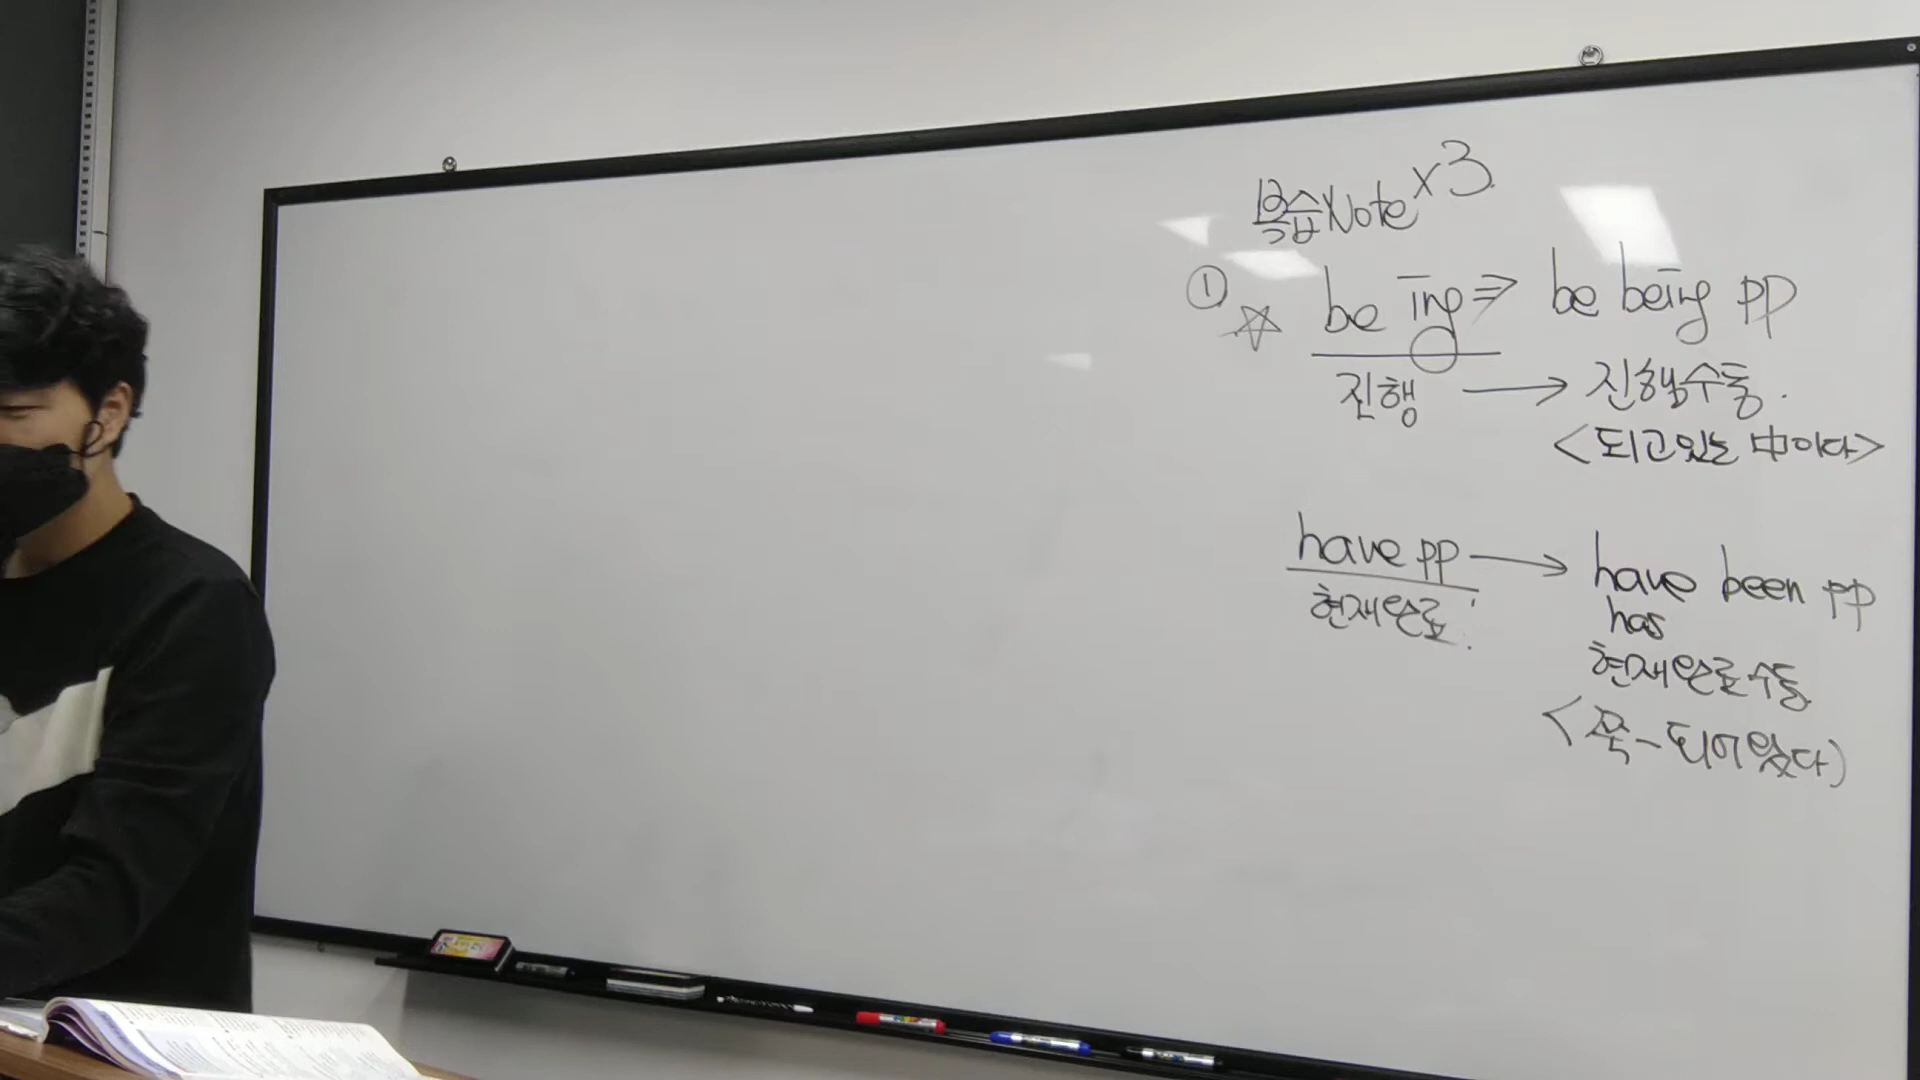 복습Note x3.
① ☆ be ing ⇒ be being pp
진행 → 진행수동.
<되고있는 中이다>
have pp → have been pp
has
현재완료. 현재완료수동
<쭉-되어왔다)